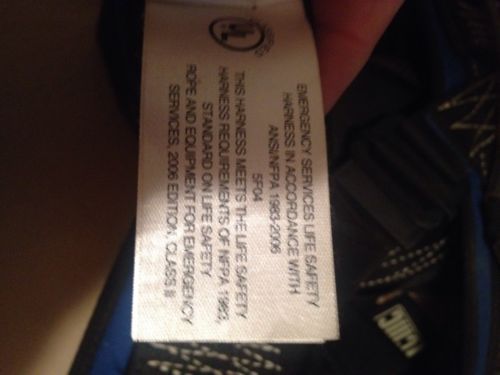 UL
EMERGENCY SERVICES LIFE SAFETY
HARNESS IN ACCORDANCE WITH
ANSI/NFPA 1983-2006
5F04
THIS HARNESS MEETS THE LIFE SAFETY
HARNESS REQUIREMENTS OF NFPA 1983,
STANDARD ON LIFE SAFETY
ROPE AND EQUIPMENT FOR EMERGENCY
SERVICES, 2006 EDITION, CLASS II